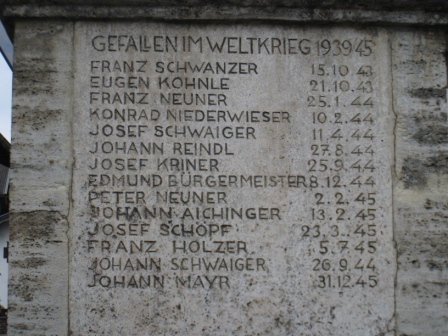 GEFALLEN IM WELTKRIEG 1939 45
FRANZ SCHWANZER 15.10.43
EUGEN KOHNLE 21.10.43
FRANZ NEUNER 25.1.44
KONRAD NIEDERWIESER 10.2.44
JOSEF SCHWAIGER 11.4.44
JOHANN REINDL 27.8.44
JOSEF KRINER 25.9.44
EDMUND BÜRGERMEISTER 8.12.44
PETER NEUNER 2.2.45
JOHANN AICHINGER 13.2.45
JOSEF SCHÖPF 23.3.45
FRANZ HOLZER 5.7.45
JOHANN SCHWAIGER 26.9.44
JOHANN MAYR 31.12.45